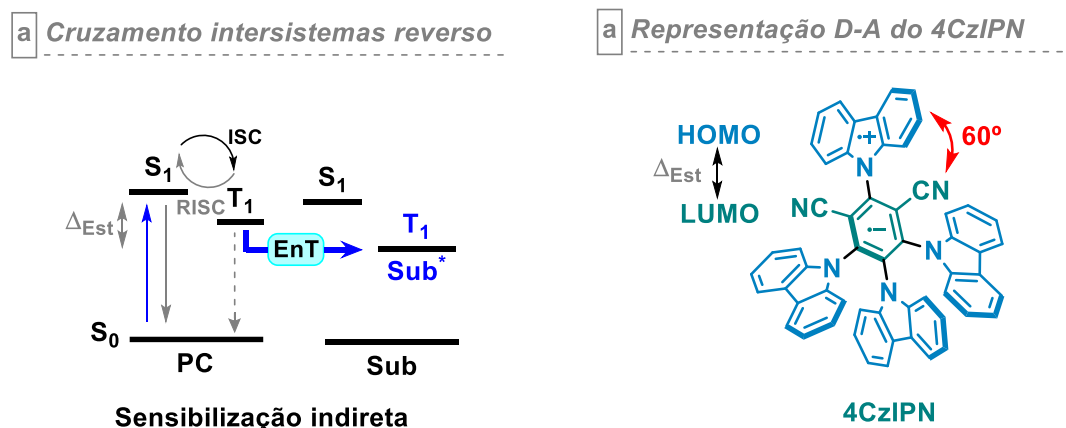 a Cruzamento intersistemas reverso
ISC
S1
S1
RISC
T1
ΔEst
T1
EnT
Sub*
S0
PC
Sub
Sensibilização indireta
a Representação D-A do 4CzIPN
HOMO
•+
60º
ΔEst
N
CN
LUMO
NC
•−
N
N
N
4CzIPN